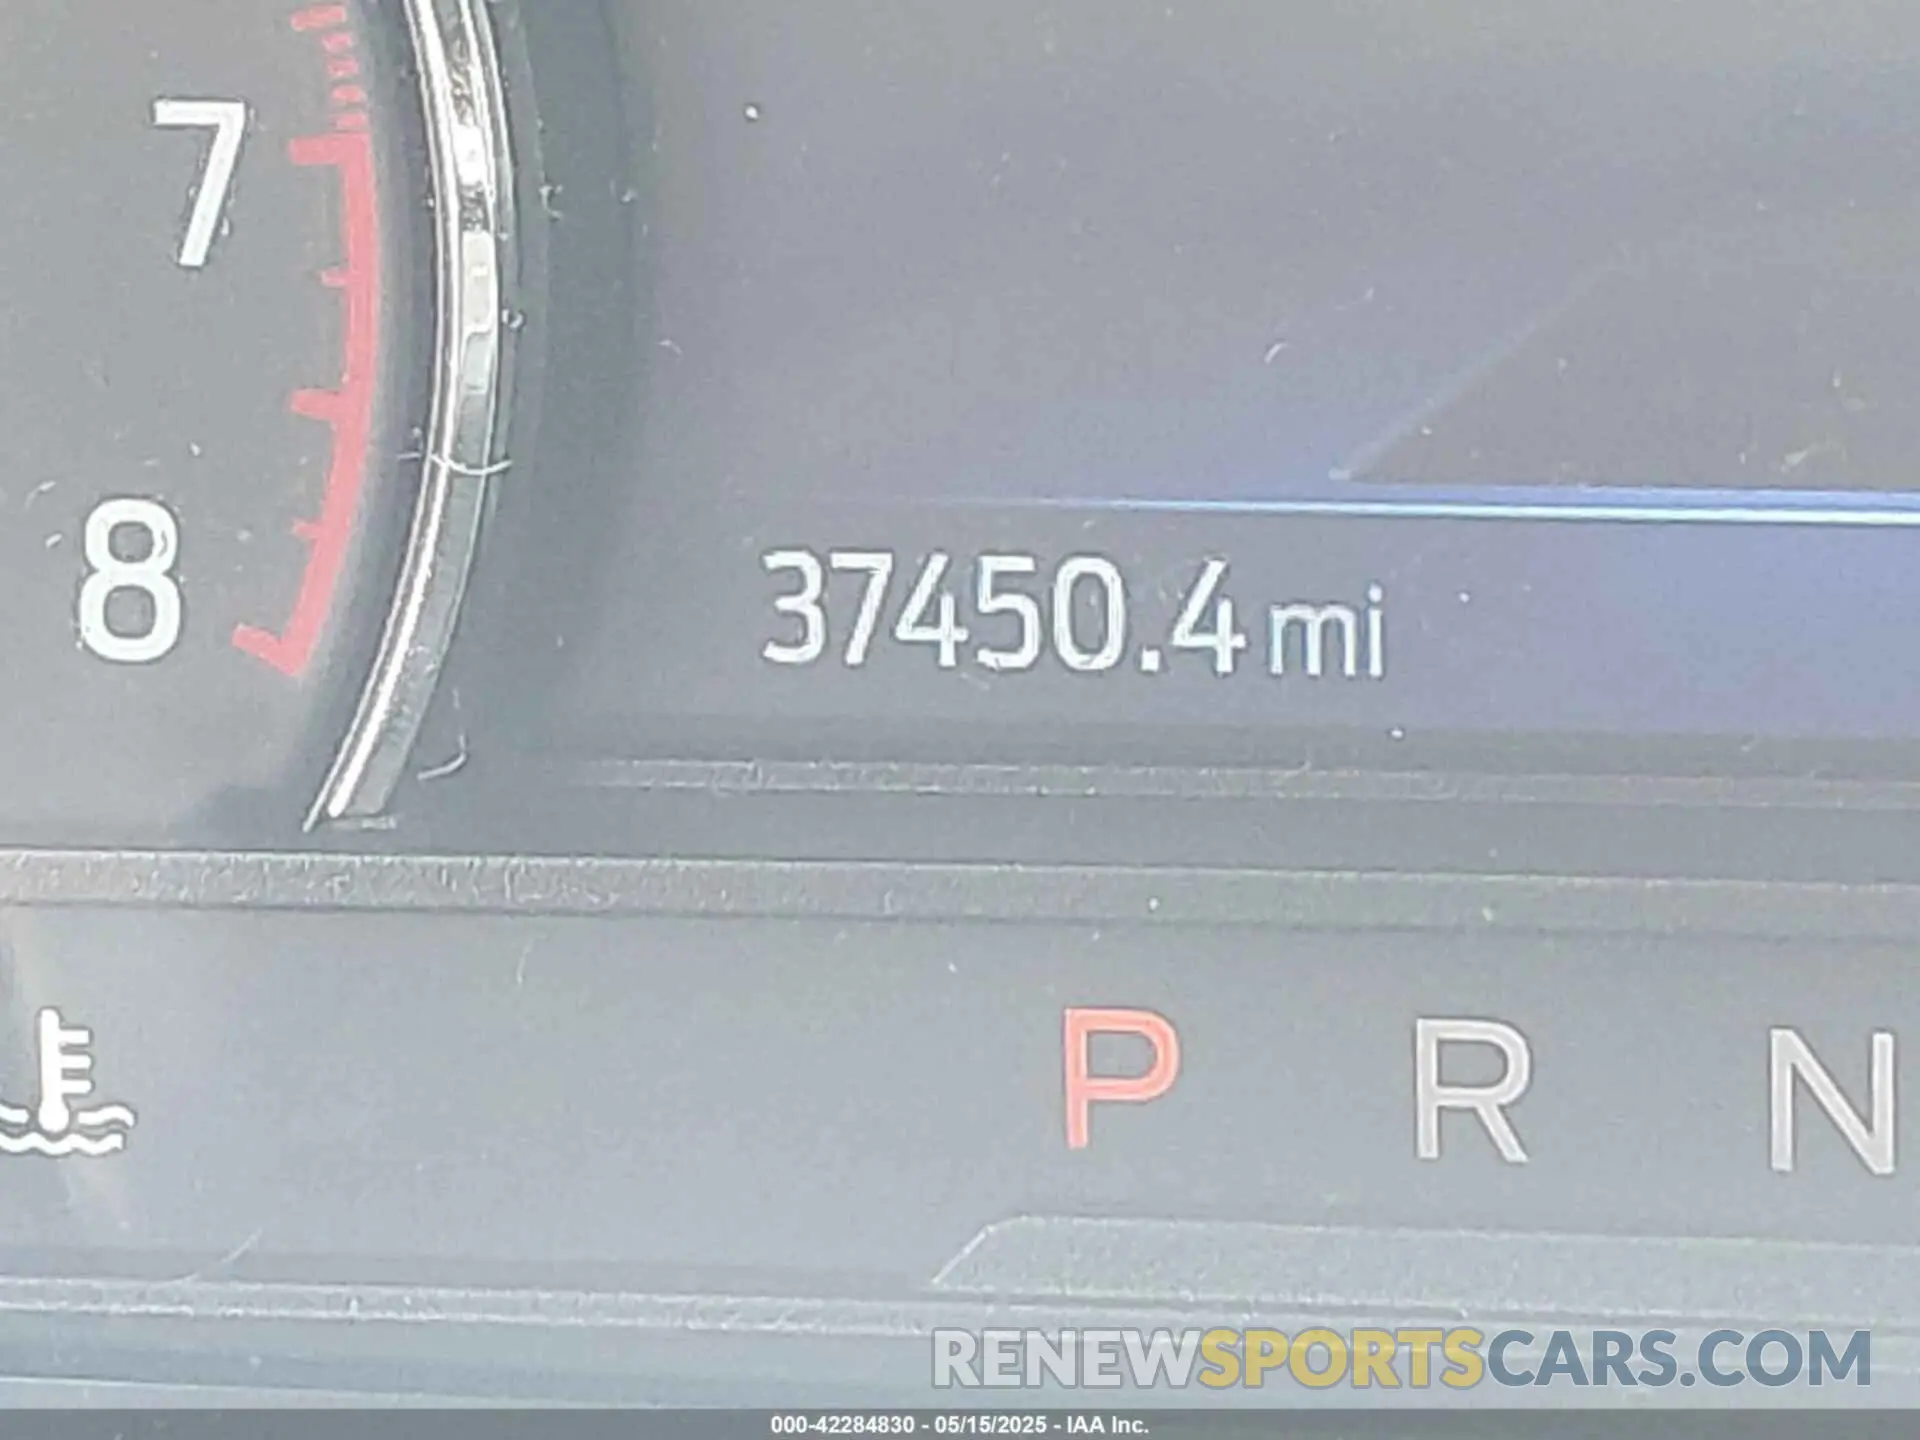 7
8
37450.4 mi
P R N
RENEWSPORTSCARS.COM
000-42284830 - 05/15/2025 - IAA Inc.